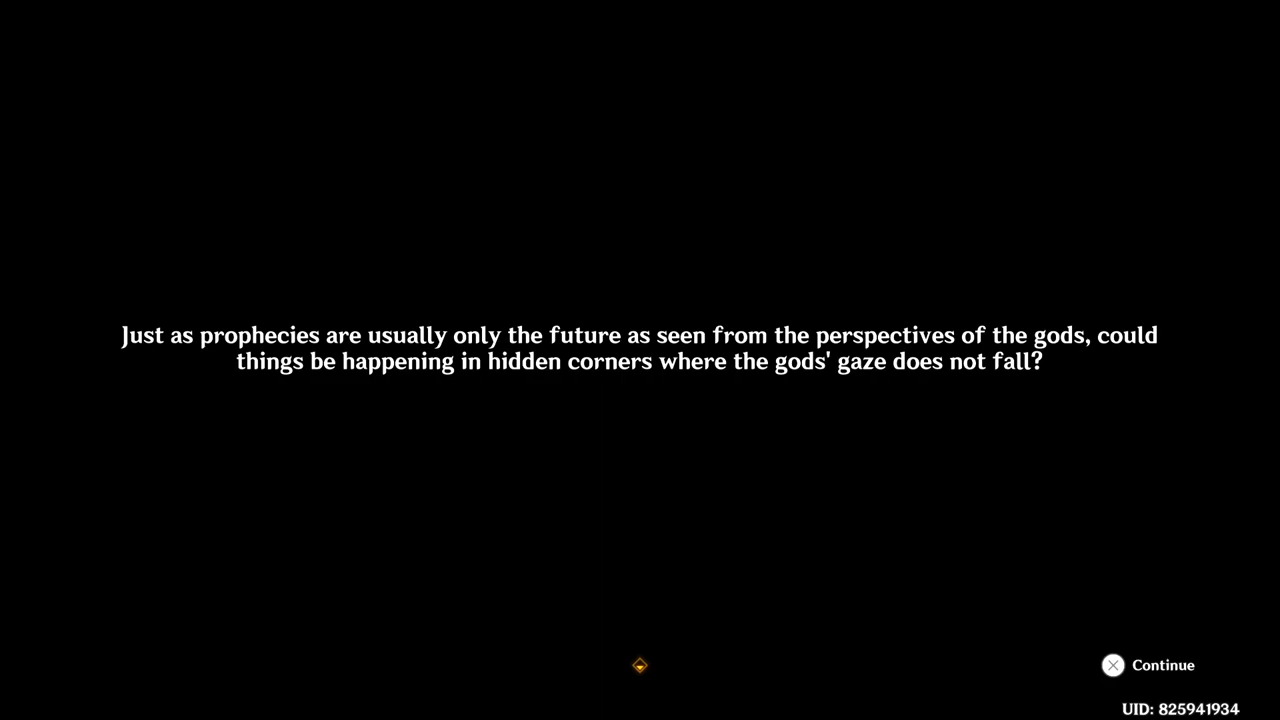 Just as prophecies are usually only the future as seen from the perspectives of the gods, could
things be happening in hidden corners where the gods' gaze does not fall?
Continue
UID: 825941934